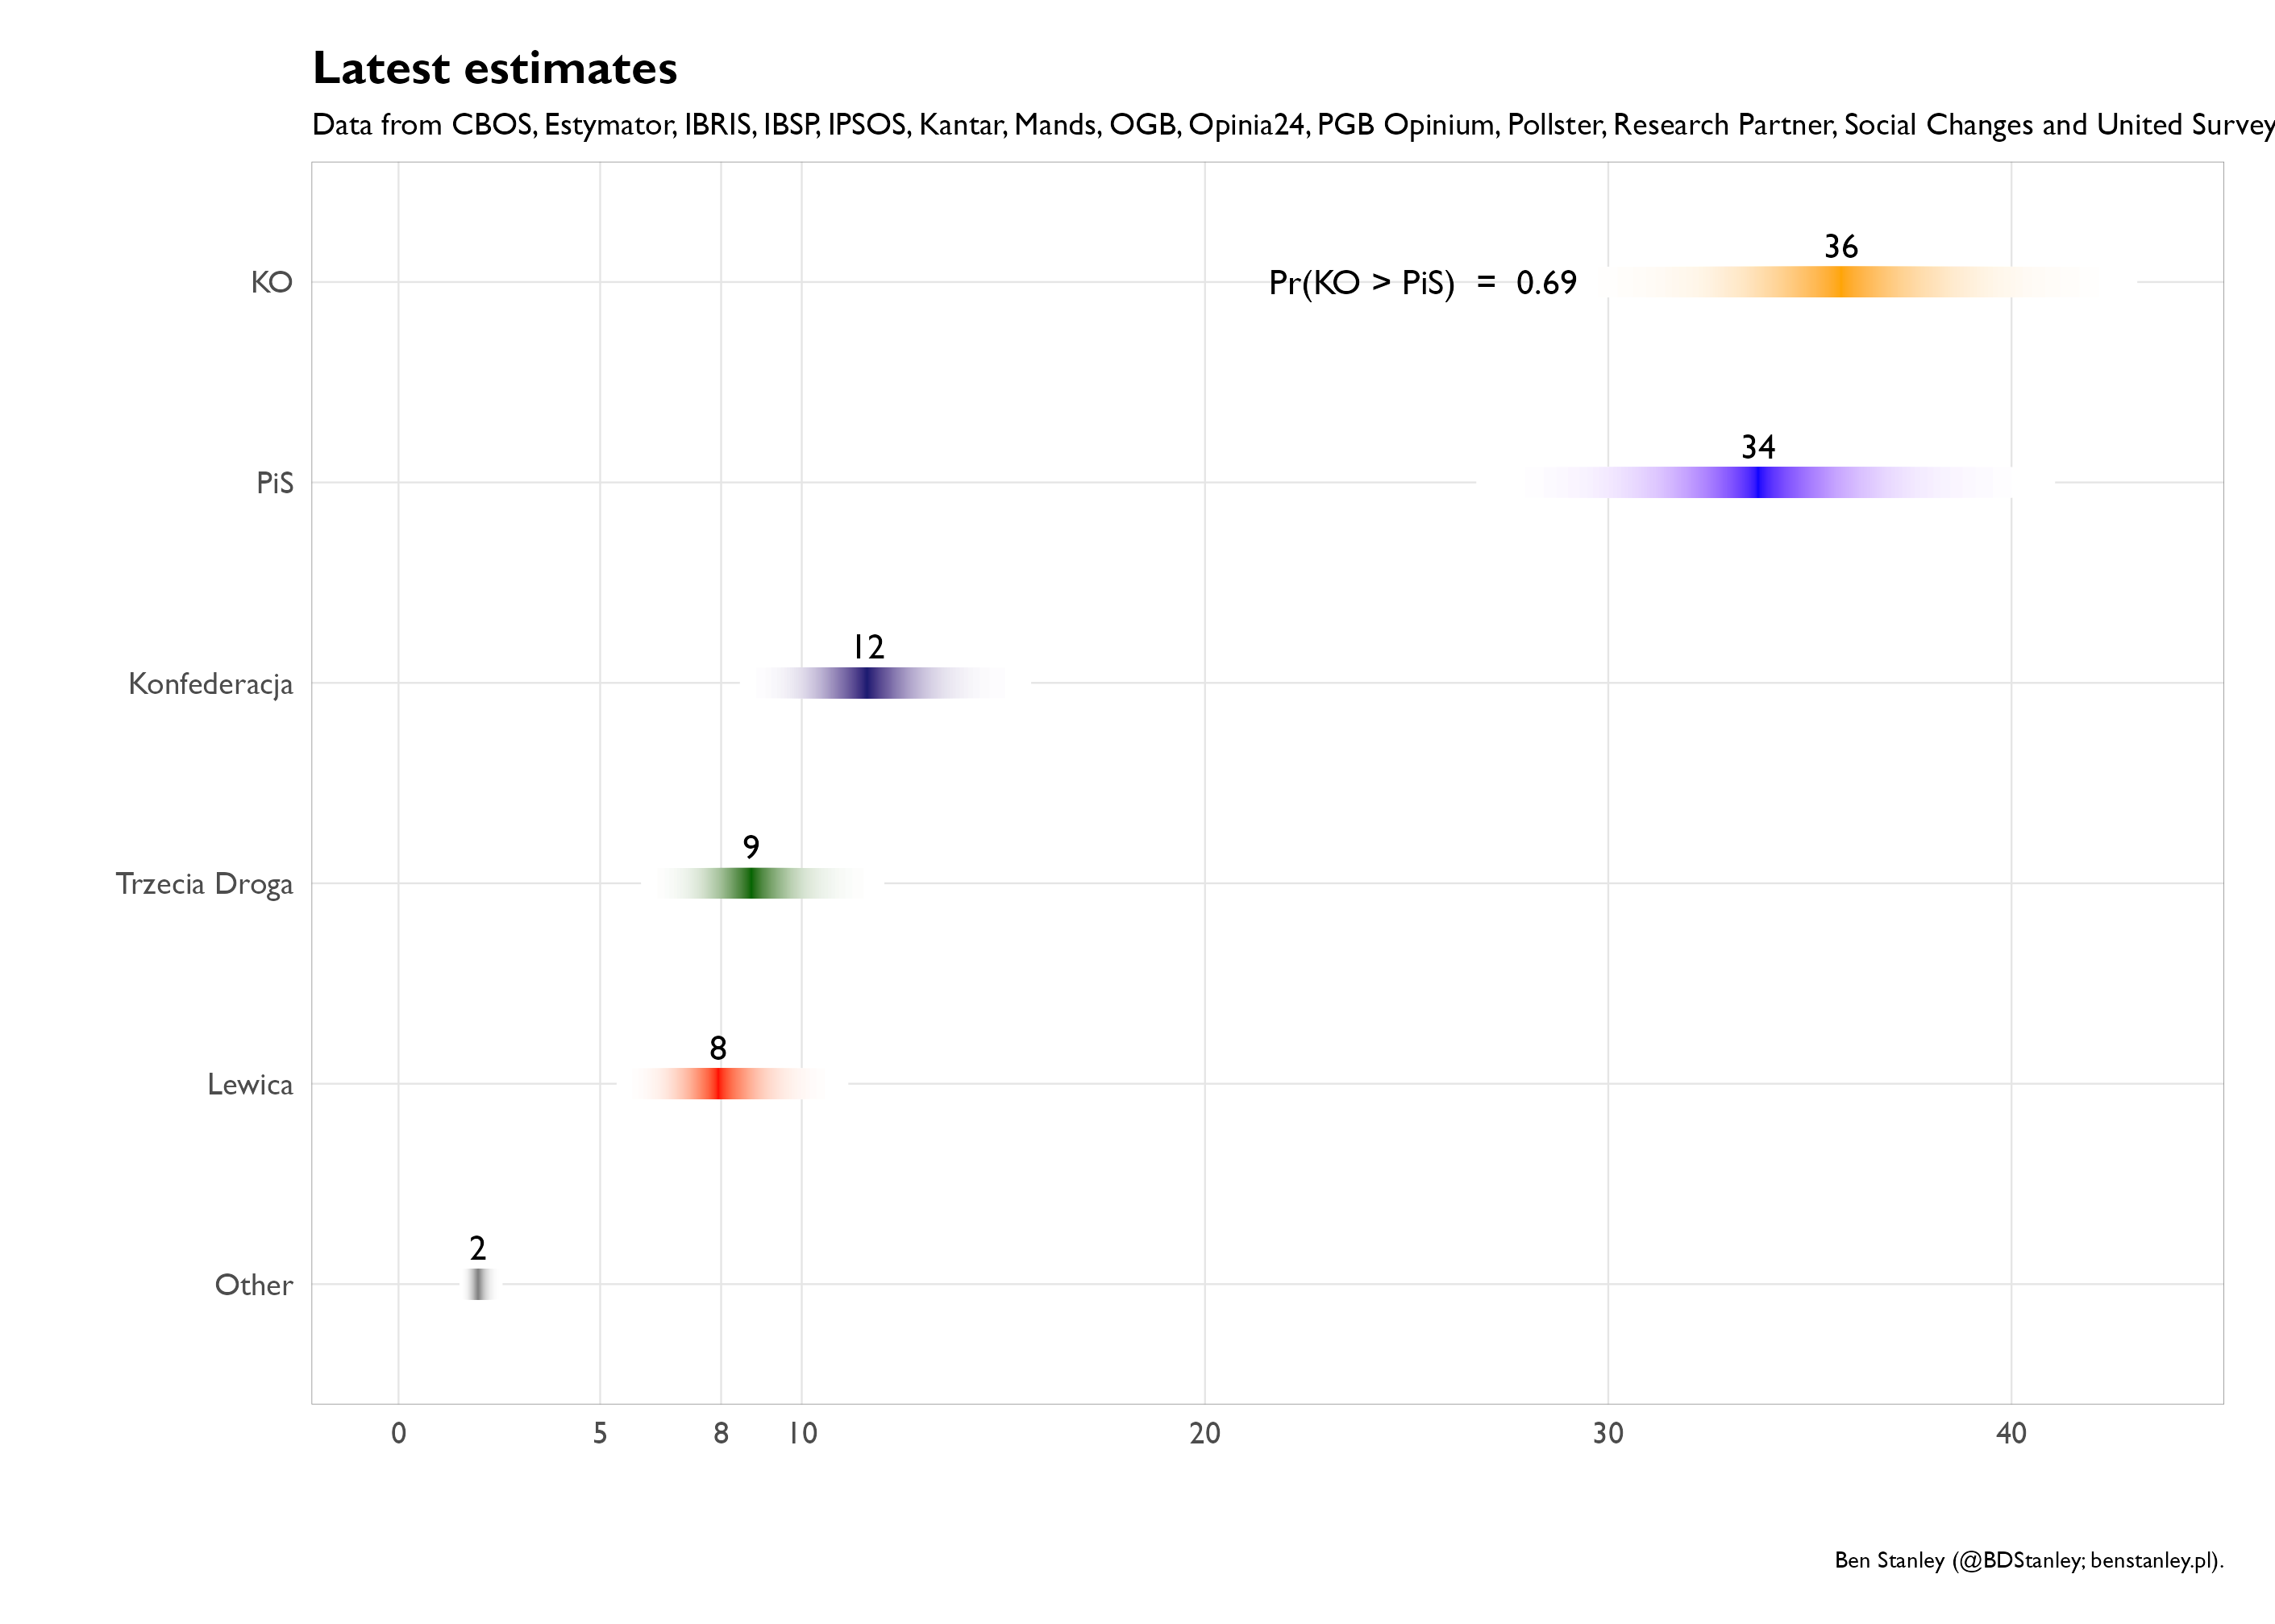 Latest estimates
Data from CBOS, Estymator, IBRIS, IBSP, IPSOS, Kantar, Mands, OGB, Opinia24, PGB Opinium, Pollster, Research Partner, Social Changes and United Survey
36
KO
Pr(KO > PiS) = 0.69
34
PiS
12
Konfederacja
9
Trzecia Droga
8
Lewica
2
Other
0 5 8 10 20 30 40
Ben Stanley (@BDStanley; benstanley.pl).